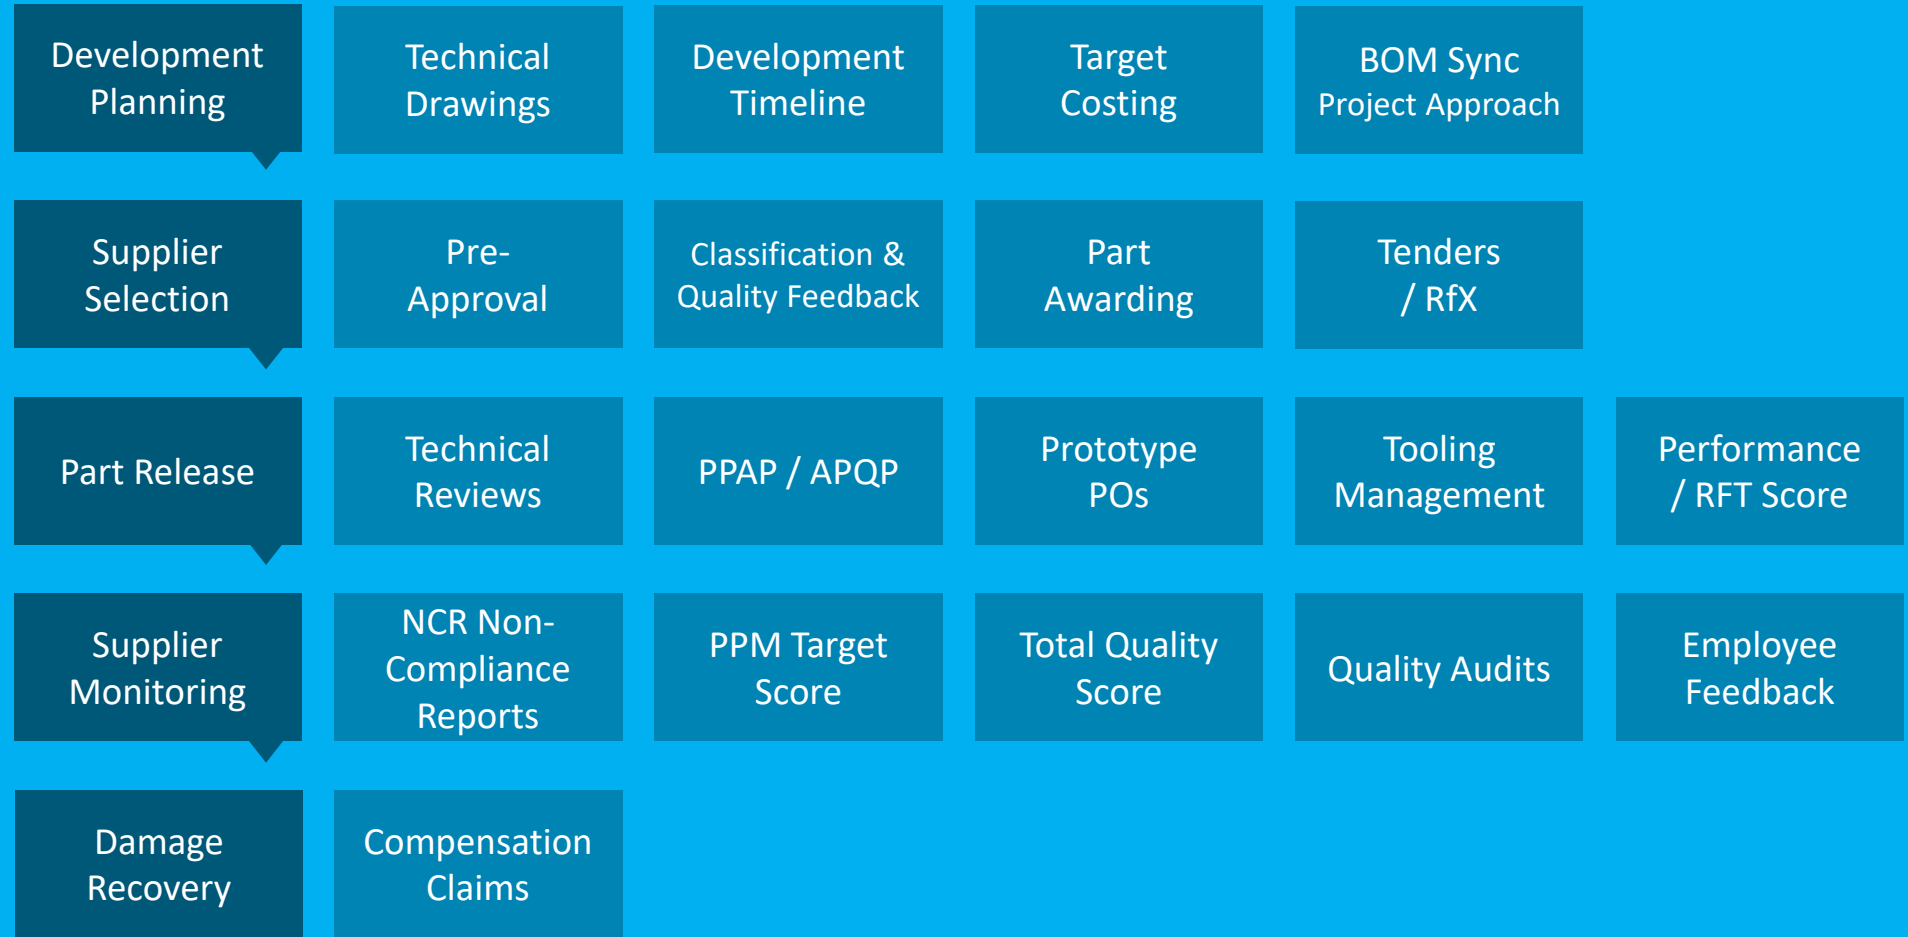 Development
Planning
Technical
Drawings
Development
Timeline
Target
Costing
BOM Sync
Project Approach
Supplier
Selection
Pre-
Approval
Classification &
Quality Feedback
Part
Awarding
Tenders
/ RfX
Part Release
Technical
Reviews
PPAP / APQP
Prototype
POs
Tooling
Management
Performance
/ RFT Score
Supplier
Monitoring
NCR Non-
Compliance
Reports
PPM Target
Score
Total Quality
Score
Quality Audits
Employee
Feedback
Damage
Recovery
Compensation
Claims